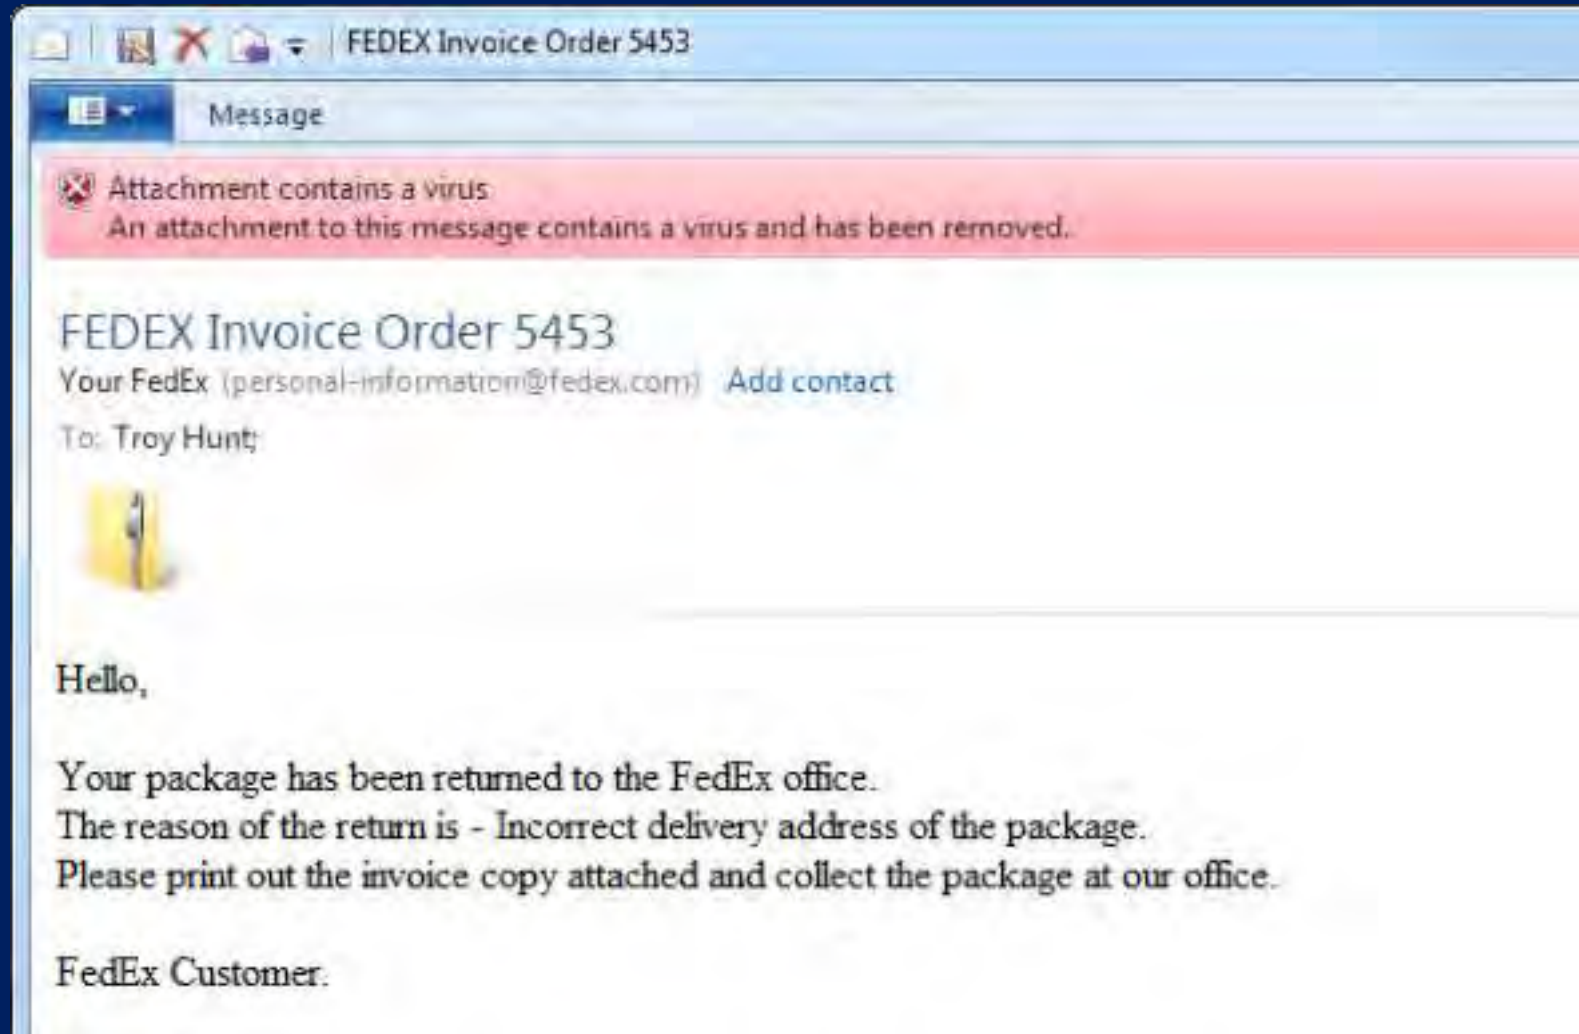 FEDEX Invoice Order 5453
Message
Attachment contains a virus
An attachment to this message contains a virus and has been removed.
FEDEX Invoice Order 5453
Your FedEx (personal-information@fedex.com) Add contact
To: Troy Hunt;
Hello,
Your package has been returned to the FedEx office.
The reason of the return is - Incorrect delivery address of the package.
Please print out the invoice copy attached and collect the package at our office.
FedEx Customer.